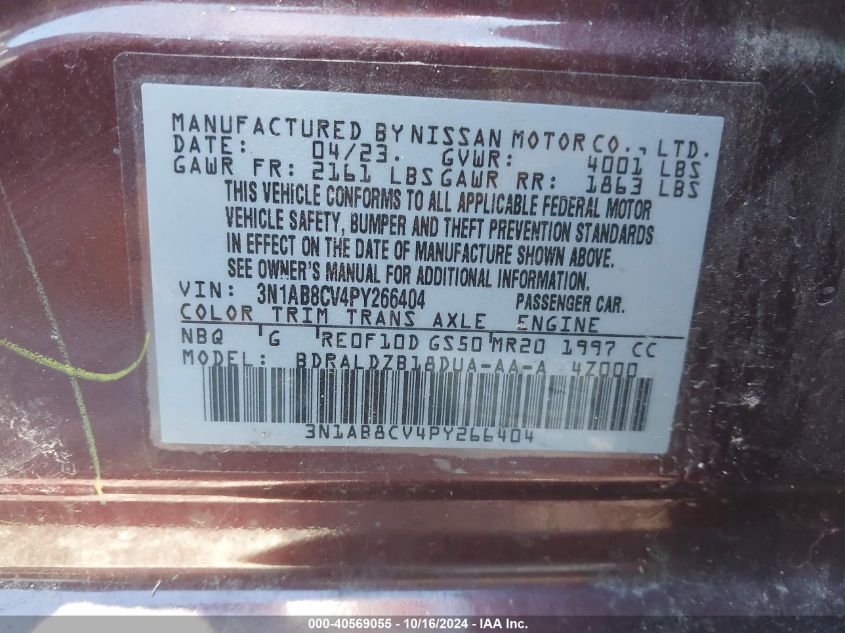 MANUFACTURED BY NISSAN MOTOR CO., LTD.
DATE: 04/23. GVWR: 4001 LBS
GAWR FR: 2161 LBS GAWR RR: 1863 LBS
THIS VEHICLE CONFORMS TO ALL APPLICABLE FEDERAL MOTOR
VEHICLE SAFETY, BUMPER AND THEFT PREVENTION STANDARDS
IN EFFECT ON THE DATE OF MANUFACTURE SHOWN ABOVE.
SEE OWNER'S MANUAL FOR ADDITIONAL INFORMATION.
VIN: 3N1AB8CV4PY266404 PASSENGER CAR.
COLOR TRIM TRANS AXLE ENGINE
NBQ G RE0F10D GS50 MR20 1997 CC
MODEL: BDRALDZB18DUA-AA-A 4Z000
3N1AB8CV4PY266404
000-40569055 - 10/16/2024 - IAA Inc.